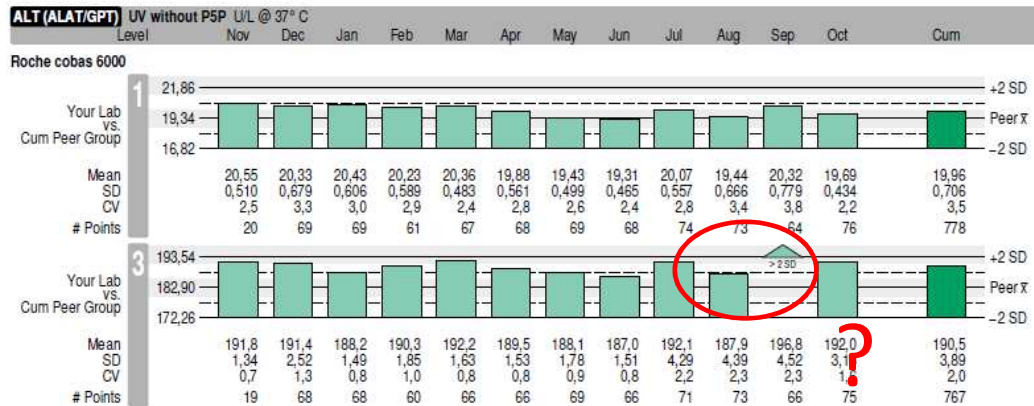 ALT (ALAT/GPT) UV without P5P U/L @ 37° C
Level Nov Dec Jan Feb Mar Apr May Jun Jul Aug Sep Oct Cum
Roche cobas 6000
1
21,86 +2 SD
Your Lab
vs.
Cum Peer Group
19,34 Peer x̄
16,82 −2 SD
Mean 20,55 20,33 20,43 20,23 20,36 19,88 19,43 19,31 20,07 19,44 20,32 19,69 19,96
SD 0,510 0,679 0,606 0,589 0,483 0,561 0,499 0,465 0,557 0,666 0,779 0,434 0,706
CV 2,5 3,3 3,0 2,9 2,4 2,8 2,6 2,4 2,8 3,4 3,8 2,2 3,5
# Points 20 69 69 61 67 68 69 68 74 73 64 76 778
3
193,54 > 2 SD +2 SD
Your Lab
vs.
Cum Peer Group
182,90 Peer x̄
172,26 −2 SD
Mean 191,8 191,4 188,2 190,3 192,2 189,5 188,1 187,0 192,1 187,9 196,8 192,0 190,5
SD 1,34 2,52 1,49 1,85 1,63 1,53 1,78 1,51 4,29 4,39 4,52 3,89
CV 0,7 1,3 0,8 1,0 0,8 0,8 0,9 0,8 2,2 2,3 2,3 2,0
# Points 19 68 68 60 66 66 69 66 71 73 66 75 767
?